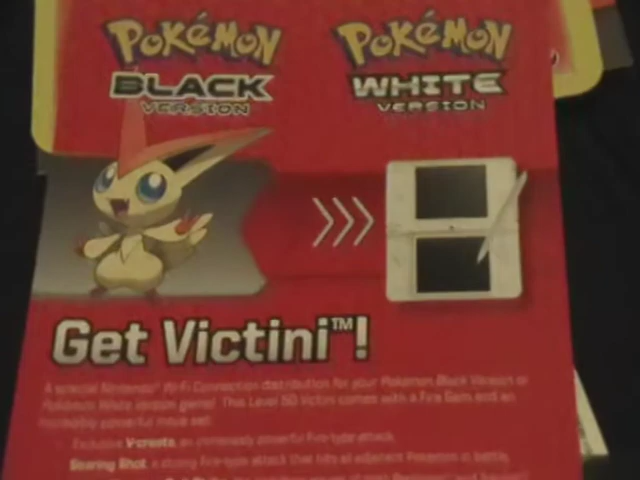 POKéMON POKéMON
BLACK WHITE
VERSION VERSION
Get Victini™!
A special Nintendo® Wi-Fi Connection distribution for your Pokémon Black Version or
Pokémon White Version game! This Level 50 Victini comes with a Fire Gem and an
incredibly powerful move set:
Exclusive V-create, an immensely powerful Fire-type attack.
Searing Shot, a strong Fire-type attack that hits all adjacent Pokémon in battle.